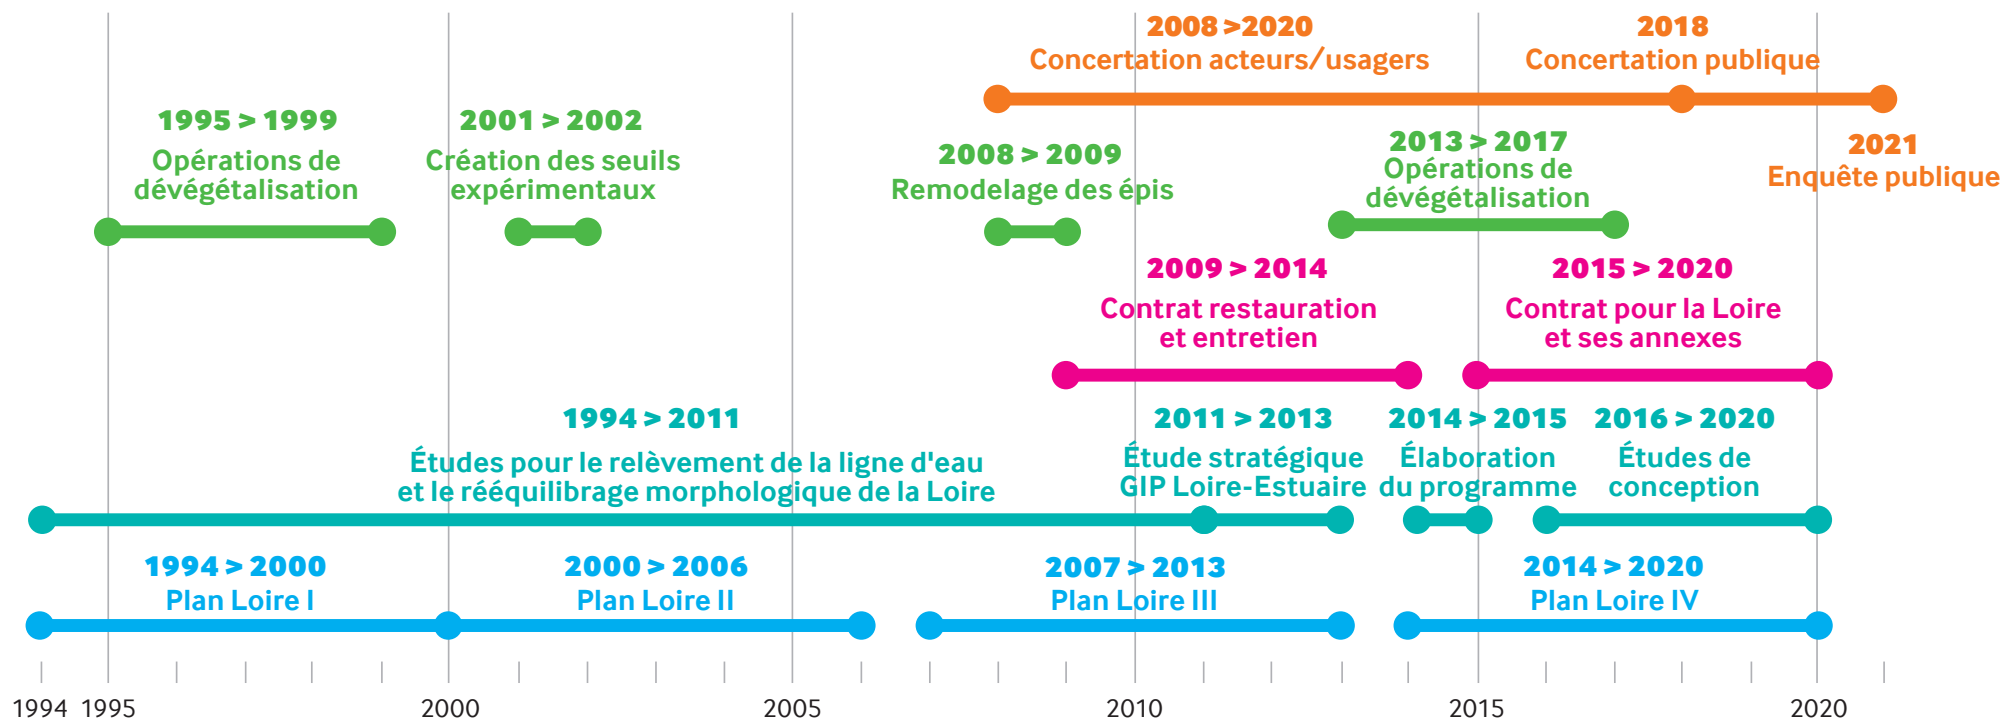 2008 >2020
Concertation acteurs/usagers
2018
Concertation publique
2021
Enquête publique
1995 > 1999
Opérations de
dévégétalisation
2001 > 2002
Création des seuils
expérimentaux
2008 > 2009
Remodelage des épis
2013 > 2017
Opérations de
dévégétalisation
2009 > 2014
Contrat restauration
et entretien
2015 > 2020
Contrat pour la Loire
et ses annexes
1994 > 2011
Études pour le relèvement de la ligne d'eau
et le rééquilibrage morphologique de la Loire
2011 > 2013
Étude stratégique
GIP Loire-Estuaire
2014 > 2015
Élaboration
du programme
2016 > 2020
Études de
conception
1994 > 2000
Plan Loire I
2000 > 2006
Plan Loire II
2007 > 2013
Plan Loire III
2014 > 2020
Plan Loire IV
1994 1995 2000 2005 2010 2015 2020